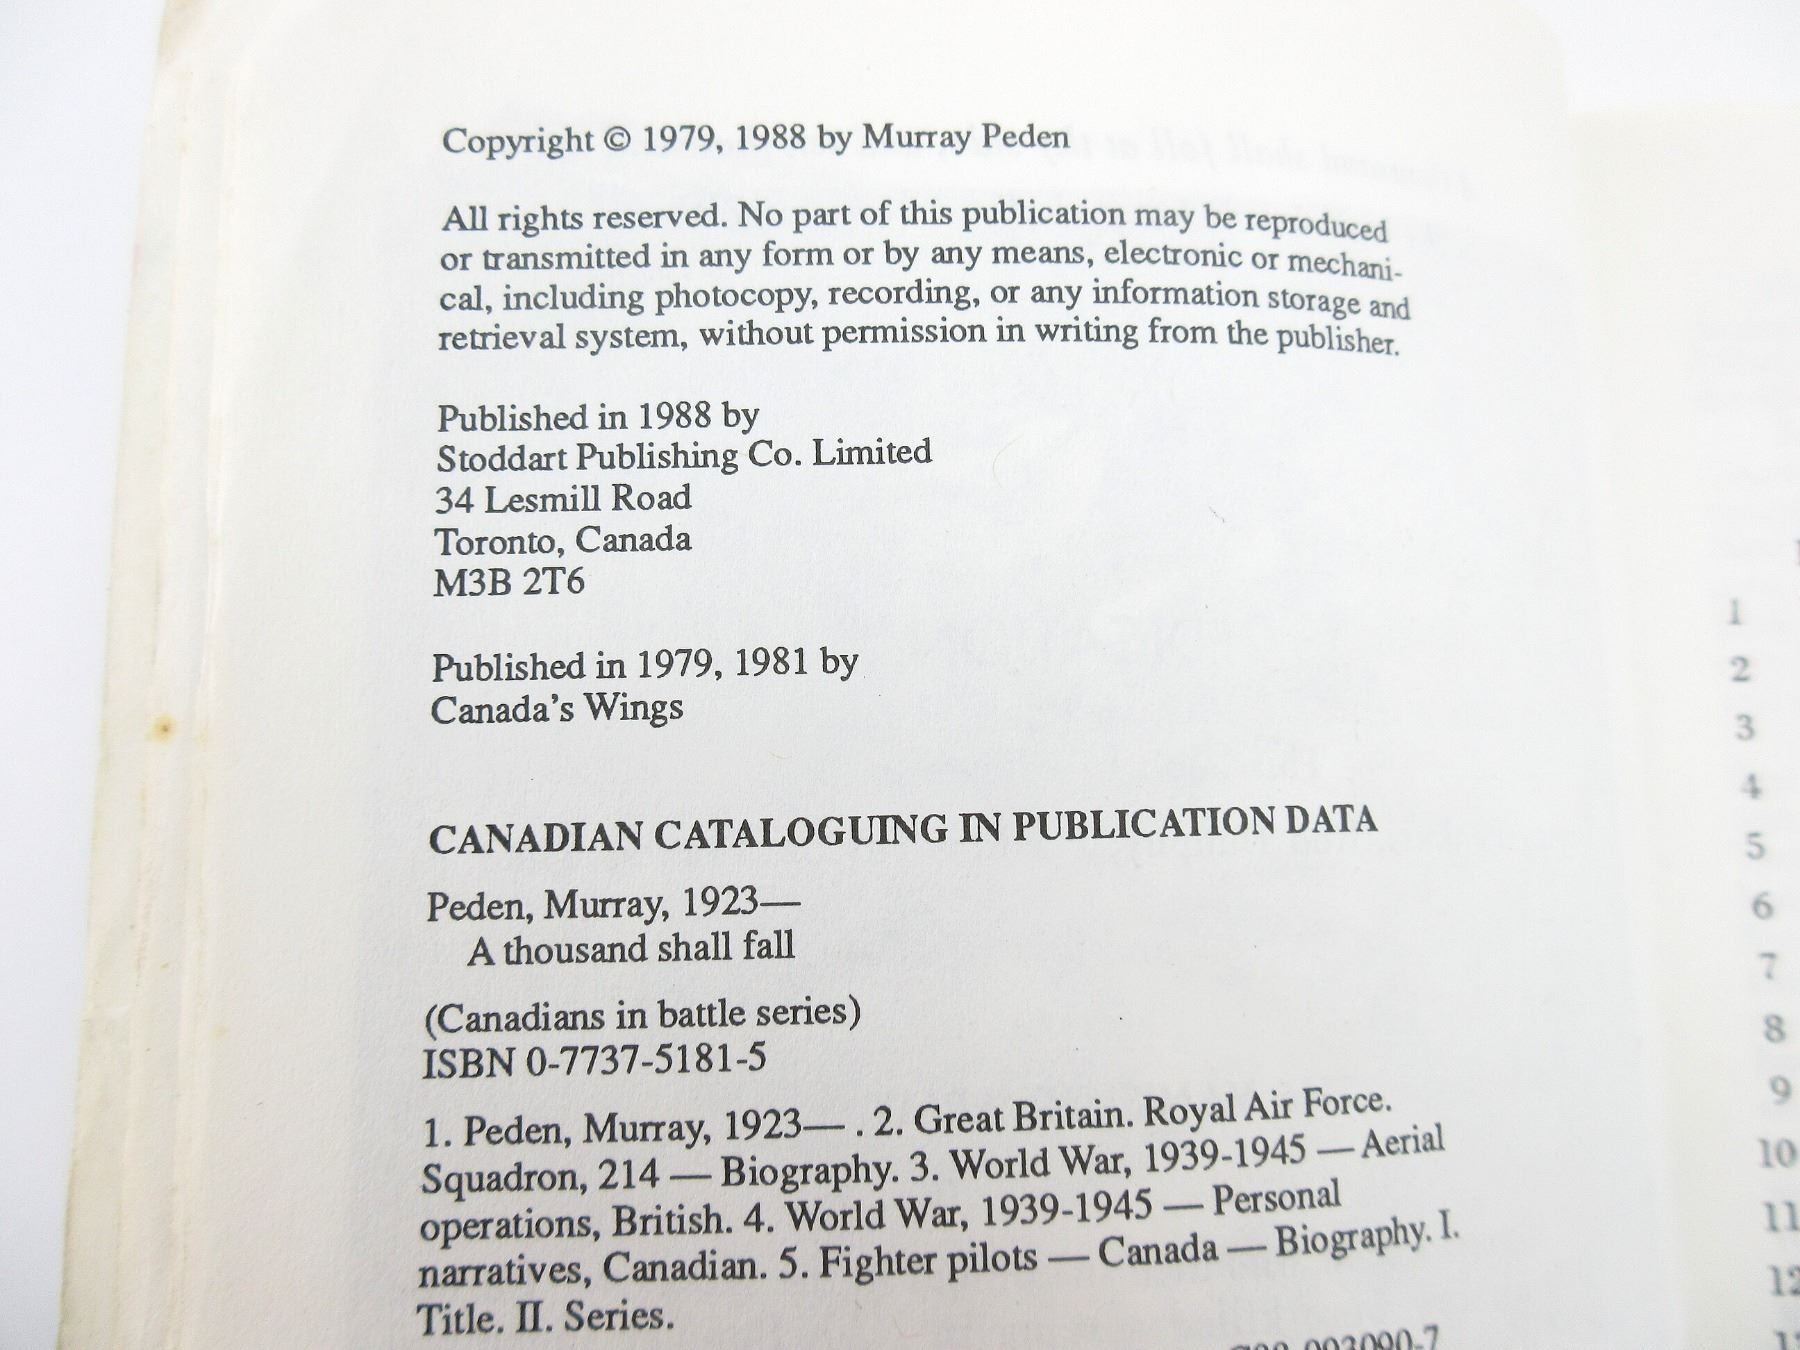 Copyright © 1979, 1988 by Murray Peden
All rights reserved. No part of this publication may be reproduced
or transmitted in any form or by any means, electronic or mechani-
cal, including photocopy, recording, or any information storage and
retrieval system, without permission in writing from the publisher.
Published in 1988 by
Stoddart Publishing Co. Limited
34 Lesmill Road
Toronto, Canada
M3B 2T6
Published in 1979, 1981 by
Canada's Wings
CANADIAN CATALOGUING IN PUBLICATION DATA
Peden, Murray, 1923—
A thousand shall fall
(Canadians in battle series)
ISBN 0-7737-5181-5
1. Peden, Murray, 1923— . 2. Great Britain. Royal Air Force.
Squadron, 214 — Biography. 3. World War, 1939-1945 — Aerial
operations, British. 4. World War, 1939-1945 — Personal
narratives, Canadian. 5. Fighter pilots — Canada — Biography. I.
Title. II. Series.
1
2
3
4
5
6
7
8
9
10
11
12